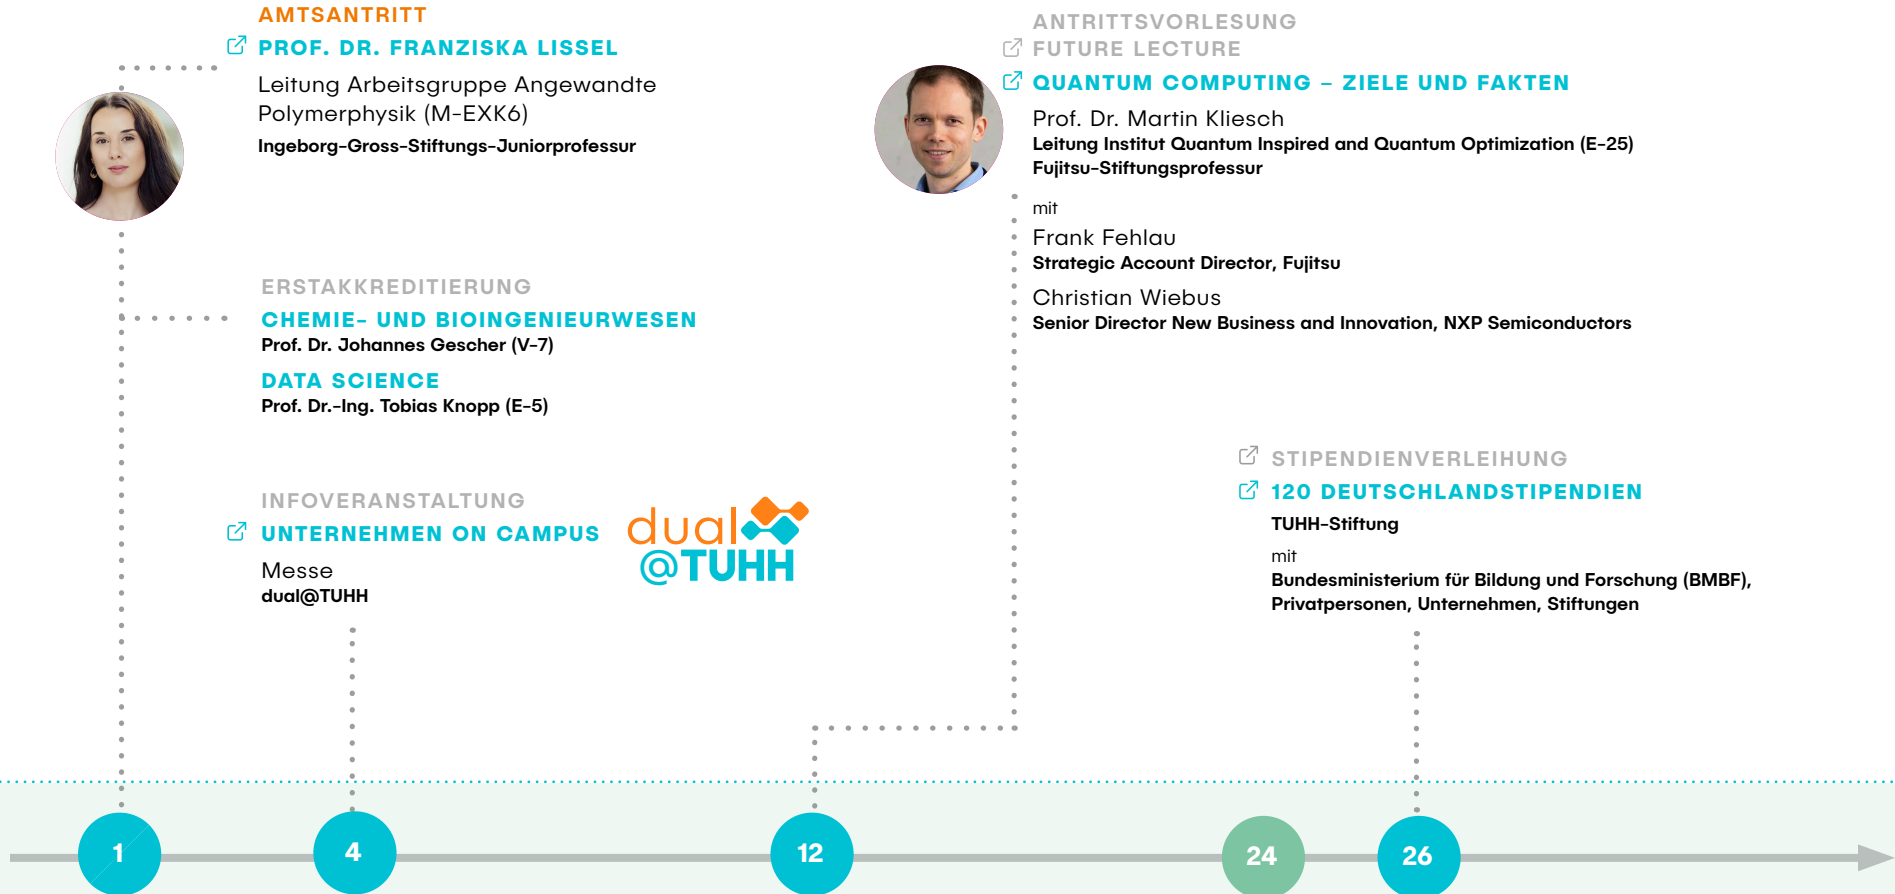 AMTSANTRITT
PROF. DR. FRANZISKA LISSEL
Leitung Arbeitsgruppe Angewandte
Polymerphysik (M-EXK6)
Ingeborg-Gross-Stiftungs-Juniorprofessur
ERSTAKKREDITIERUNG
CHEMIE- UND BIOINGENIEURWESEN
Prof. Dr. Johannes Gescher (V-7)
DATA SCIENCE
Prof. Dr.-Ing. Tobias Knopp (E-5)
INFOVERANSTALTUNG
UNTERNEHMEN ON CAMPUS
Messe
dual@TUHH
dual
@TUHH
ANTRITTSVORLESUNG
FUTURE LECTURE
QUANTUM COMPUTING – ZIELE UND FAKTEN
Prof. Dr. Martin Kliesch
Leitung Institut Quantum Inspired and Quantum Optimization (E-25)
Fujitsu-Stiftungsprofessur
mit
Frank Fehlau
Strategic Account Director, Fujitsu
Christian Wiebus
Senior Director New Business and Innovation, NXP Semiconductors
STIPENDIENVERLEIHUNG
120 DEUTSCHLANDSTIPENDIEN
TUHH-Stiftung
mit
Bundesministerium für Bildung und Forschung (BMBF),
Privatpersonen, Unternehmen, Stiftungen
1
4
12
24
26